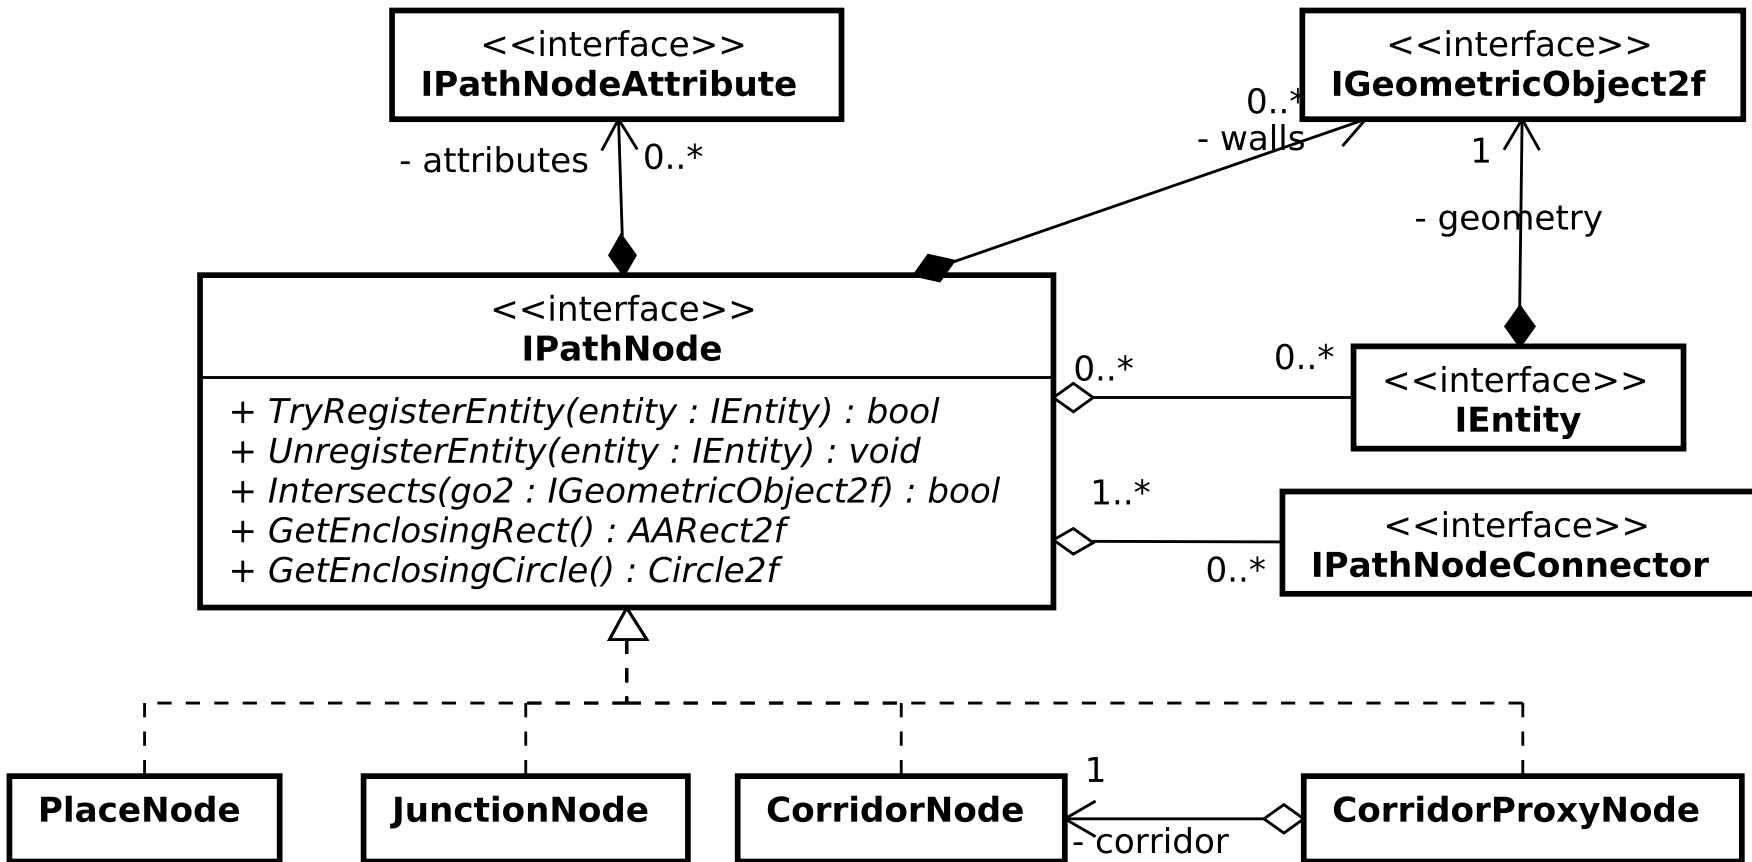 <<interface>>
IPathNodeAttribute
<<interface>>
IGeometricObject2f
- attributes
0..*
0..*
- walls
1
- geometry
<<interface>>
IPathNode
+ TryRegisterEntity(entity : IEntity) : bool
+ UnregisterEntity(entity : IEntity) : void
+ Intersects(go2 : IGeometricObject2f) : bool
+ GetEnclosingRect() : AARect2f
+ GetEnclosingCircle() : Circle2f
0..*
0..*
<<interface>>
IEntity
1..*
0..*
<<interface>>
IPathNodeConnector
PlaceNode
JunctionNode
CorridorNode
1
- corridor
CorridorProxyNode